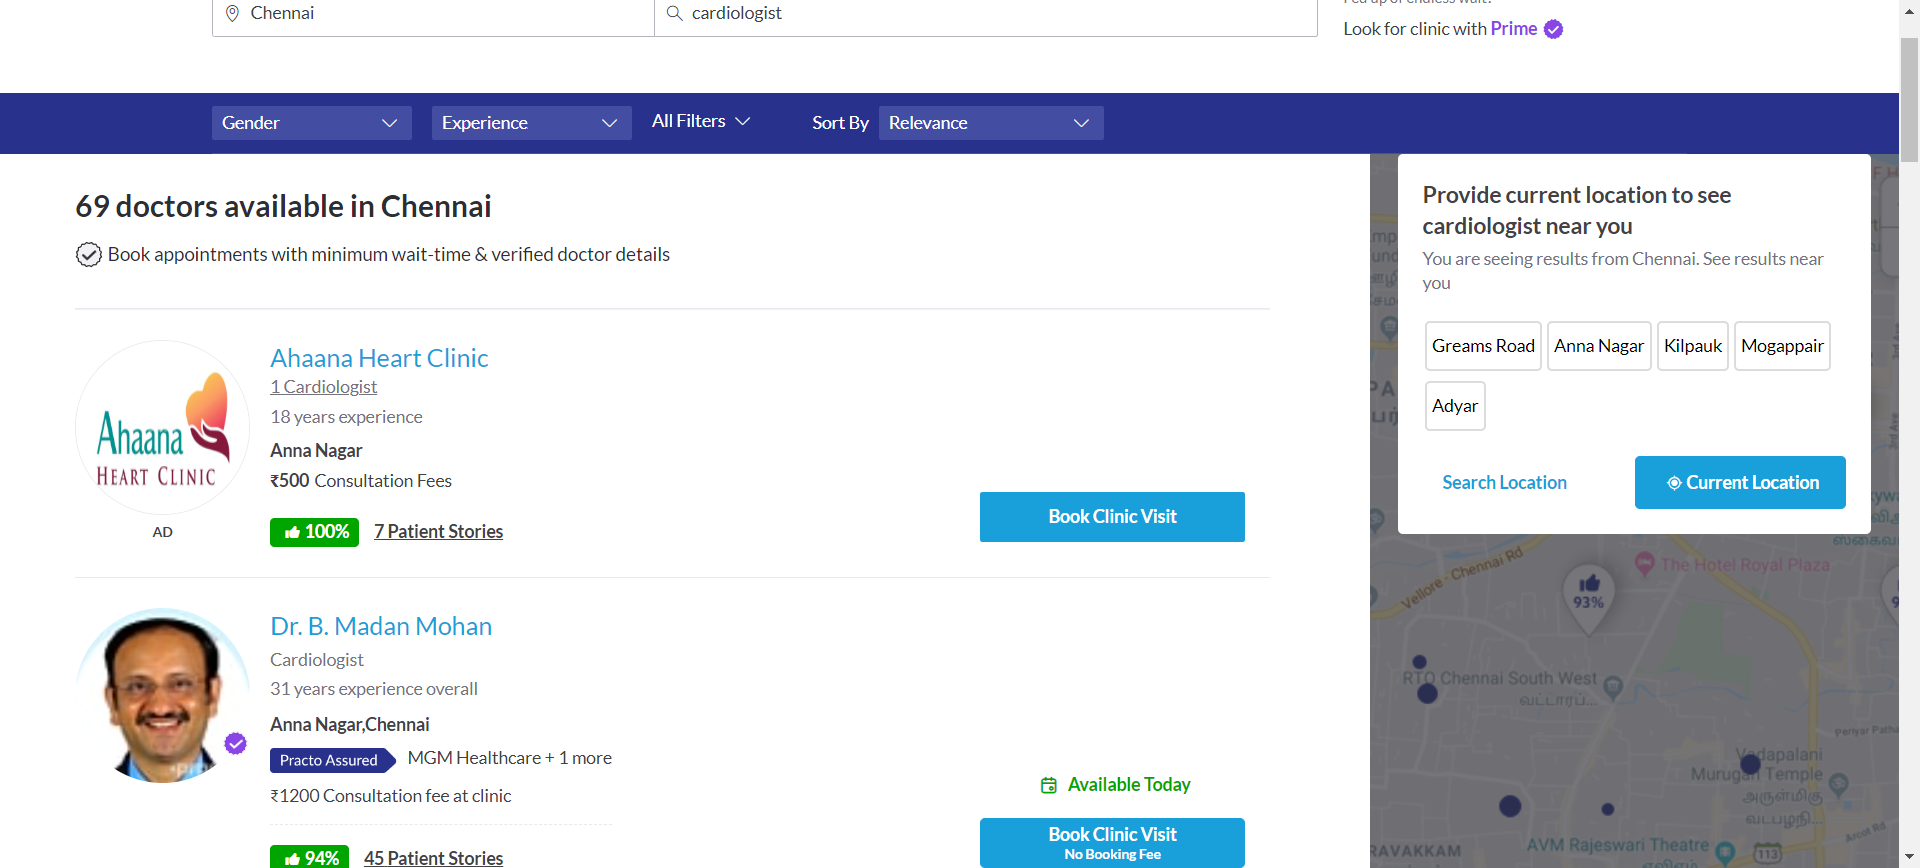 Chennai
cardiologist
Look for clinic with Prime
Gender
Experience
All Filters
Sort By
Relevance
69 doctors available in Chennai
Book appointments with minimum wait-time & verified doctor details
Ahaana
HEART CLINIC
AD
Ahaana Heart Clinic
1 Cardiologist
18 years experience
Anna Nagar
₹500 Consultation Fees
100%
7 Patient Stories
Book Clinic Visit
Dr. B. Madan Mohan
Cardiologist
31 years experience overall
Anna Nagar,Chennai
Practo Assured
MGM Healthcare + 1 more
₹1200 Consultation fee at clinic
94%
45 Patient Stories
Available Today
Book Clinic Visit
No Booking Fee
Provide current location to see
cardiologist near you
You are seeing results from Chennai. See results near
you
Greams Road
Anna Nagar
Kilpauk
Mogappair
Adyar
Search Location
Current Location
Vellore - Chennai Rd
The Hotel Royal Plaza
93%
RTO Chennai South West
வட்டாரப்...
Vadapalani
Murugan Temple
அருள்மிகு
வடபழநி...
Arcot Rd
AVM Rajeswari Theatre
113
RAVAKKAM